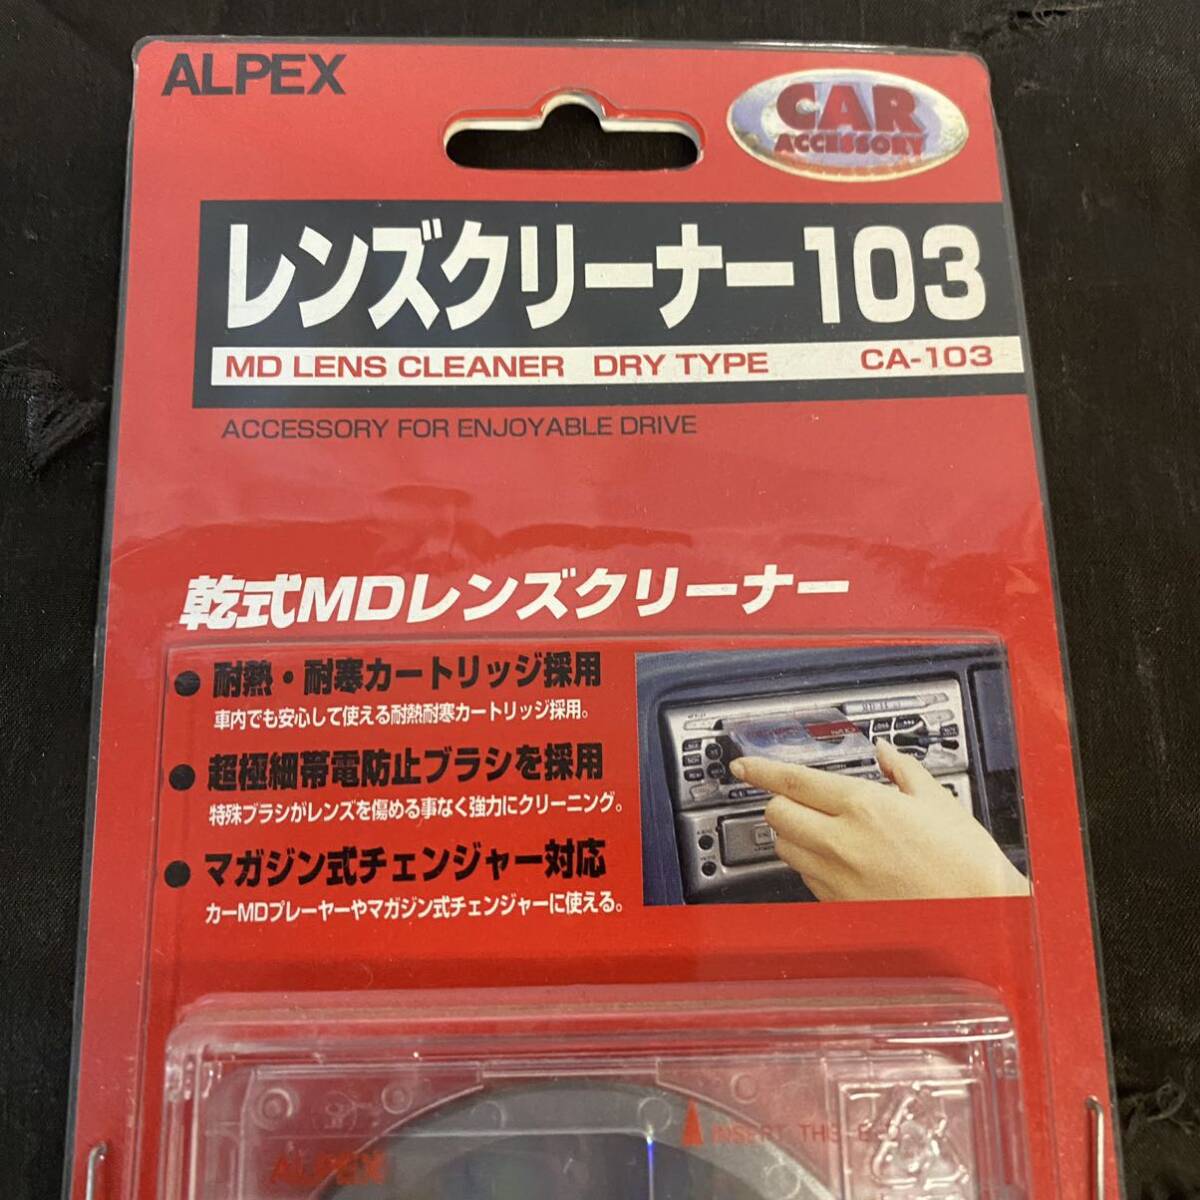 ALPEX
CAR
ACCESSORY
レンズクリーナー103
MD LENS CLEANER DRY TYPE CA-103
ACCESSORY FOR ENJOYABLE DRIVE
乾式MDレンズクリーナー
● 耐熱・耐寒カートリッジ採用
車内でも安心して使える耐熱耐寒カートリッジ採用。
● 超極細帯電防止ブラシを採用
特殊ブラシがレンズを傷める事なく強力にクリーニング。
● マガジン式チェンジャー対応
カーMDプレーヤーやマガジン式チェンジャーに使える。
INSERT THIS
ALPEX